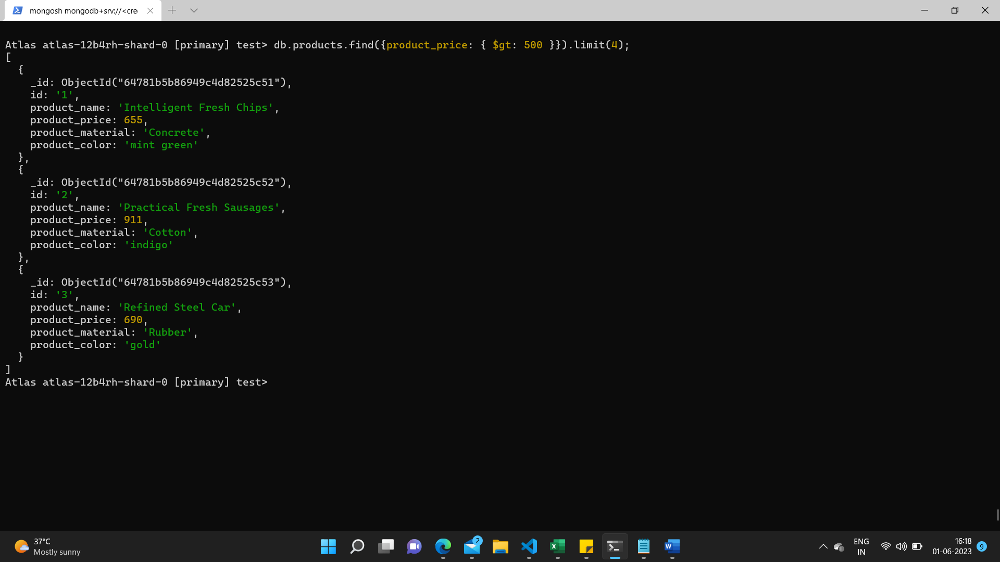 mongosh mongodb+srv://<cre
Atlas atlas-12b4rh-shard-0 [primary] test> db.products.find({product_price: { $gt: 500 }}).limit(4);
[
  {
    _id: ObjectId("64781b5b86949c4d82525c51"),
    id: '1',
    product_name: 'Intelligent Fresh Chips',
    product_price: 655,
    product_material: 'Concrete',
    product_color: 'mint green'
  },
  {
    _id: ObjectId("64781b5b86949c4d82525c52"),
    id: '2',
    product_name: 'Practical Fresh Sausages',
    product_price: 911,
    product_material: 'Cotton',
    product_color: 'indigo'
  },
  {
    _id: ObjectId("64781b5b86949c4d82525c53"),
    id: '3',
    product_name: 'Refined Steel Car',
    product_price: 690,
    product_material: 'Rubber',
    product_color: 'gold'
  }
]
Atlas atlas-12b4rh-shard-0 [primary] test>
37°C
Mostly sunny
2
ENG
IN
16:18
01-06-2023
9